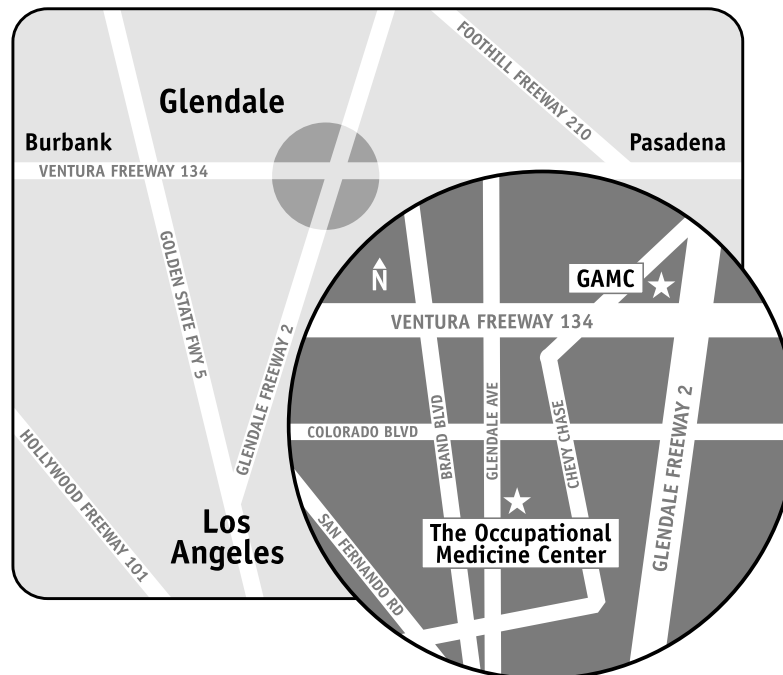 FOOTHILL FREEWAY 210
Glendale
Burbank
Pasadena
VENTURA FREEWAY 134
GOLDEN STATE FWY 5
GLENDALE FREEWAY 2
HOLLYWOOD FREEWAY 101
Los
Angeles
N
GAMC
VENTURA FREEWAY 134
BRAND BLVD
GLENDALE AVE
CHEVY CHASE
GLENDALE FREEWAY 2
COLORADO BLVD
SAN FERNANDO RD
The Occupational
Medicine Center